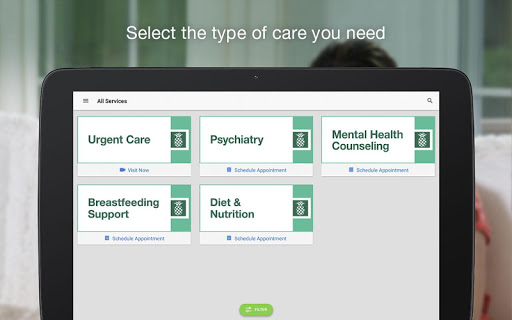 Select the type of care you need
All Services
Urgent Care
Visit Now
Psychiatry
Schedule Appointment
Mental Health
Counseling
Schedule Appointment
Breastfeeding
Support
Schedule Appointment
Diet &
Nutrition
Schedule Appointment
FILTER